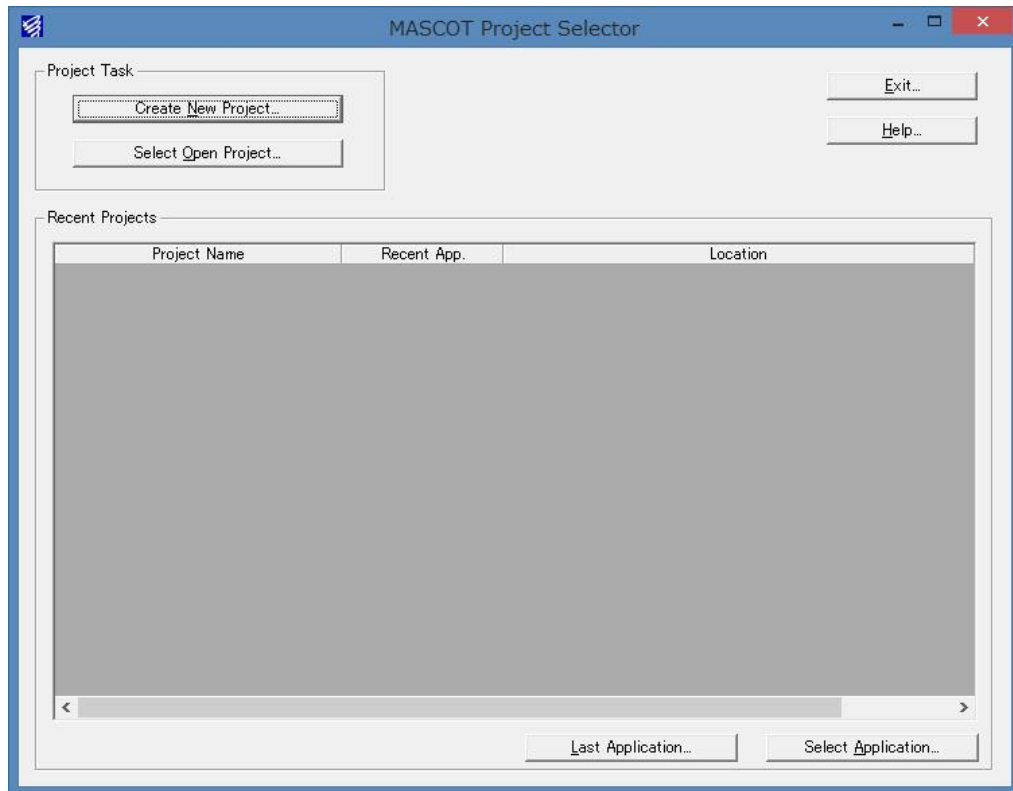 MASCOT Project Selector
Project Task
Create New Project...
Select Open Project...
Exit...
Help...
Recent Projects
Project Name Recent App. Location
Last Application... Select Application...